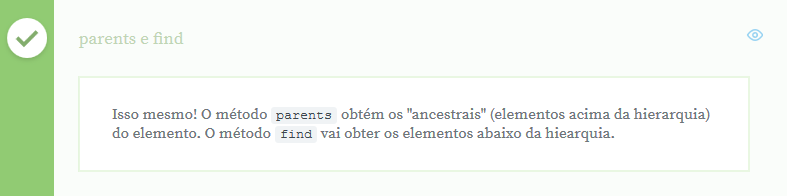 parents e find
Isso mesmo! O método parents obtém os "ancestrais" (elementos acima da hierarquia)
do elemento. O método find vai obter os elementos abaixo da hiearquia.